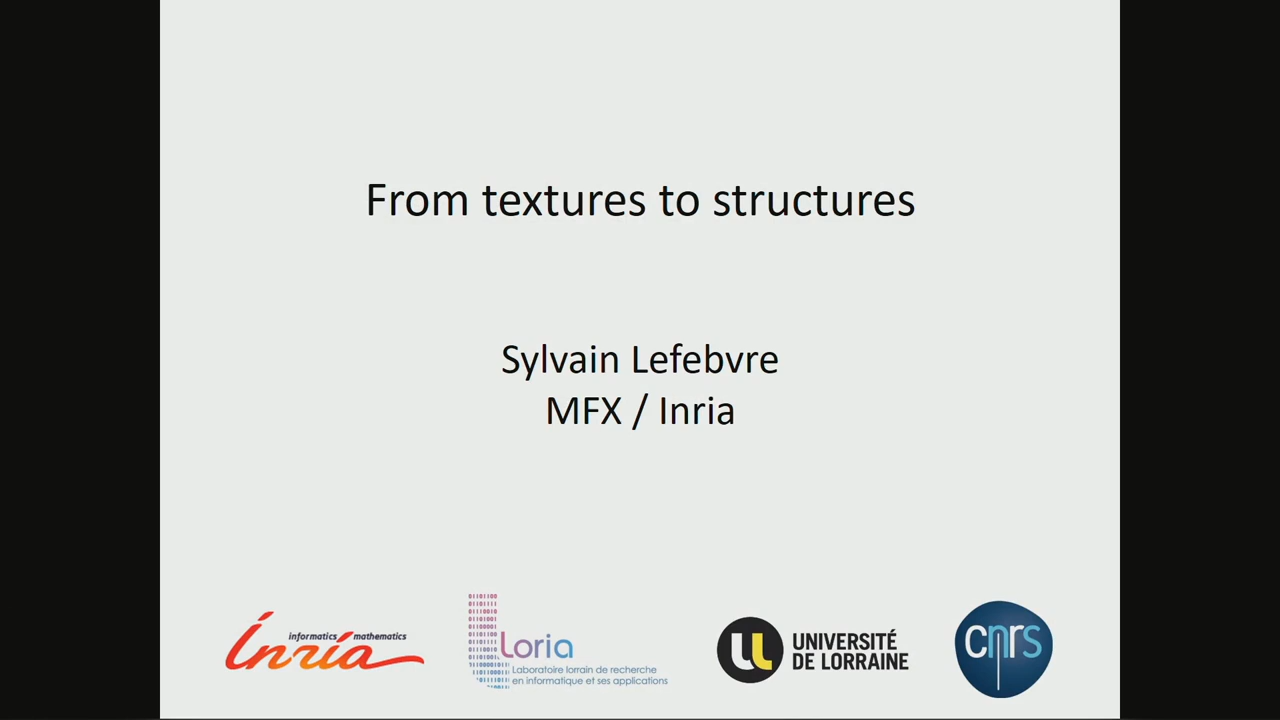 From textures to structures
Sylvain Lefebvre
MFX / Inria
informatics mathematics
Inria
Loria
Laboratoire lorrain de recherche
en informatique et ses applications
UNIVERSITÉ
DE LORRAINE
cnrs